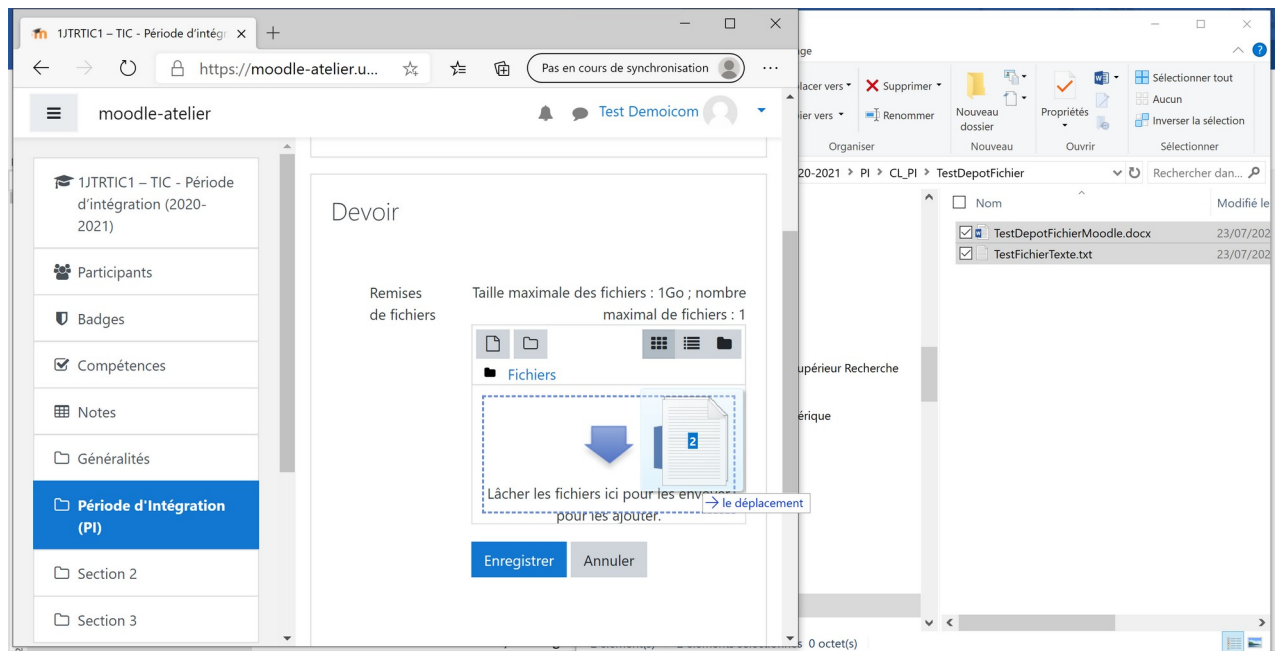 1JTRTIC1 – TIC - Période d'intégr
https://moodle-atelier.u...
Pas en cours de synchronisation
moodle-atelier
Test Demoicom
1JTRTIC1 – TIC - Période
d'intégration (2020-
2021)
Participants
Badges
Compétences
Notes
Généralités
Période d'Intégration
(PI)
Section 2
Section 3
Devoir
Remises
de fichiers
Taille maximale des fichiers : 1Go ; nombre
maximal de fichiers : 1
Fichiers
2
Lâcher les fichiers ici pour les envoyer
pour les ajouter.
→ le déplacement
Enregistrer
Annuler
age
lacer vers
Supprimer
ier vers
Renommer
Organiser
Nouveau
dossier
Nouveau
Propriétés
Ouvrir
Sélectionner tout
Aucun
Inverser la sélection
Sélectionner
20-2021 > PI > CL_PI > TestDepotFichier
Rechercher dan...
Nom
Modifié le
TestDepotFichierMoodle.docx
23/07/202
TestFichierTexte.txt
23/07/202
upérieur Recherche
érique
0 octet(s)